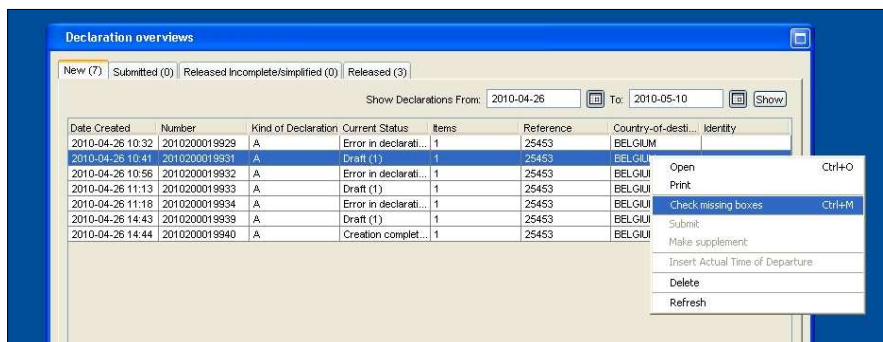 Declaration overviews
New (7) Submitted (0) Released Incomplete/simplified (0) Released (3)
Show Declarations From: 2010-04-26 To: 2010-05-10 Show
Date Created Number Kind of Declaration Current Status Items Reference Country-of-desti... Identity
2010-04-26 10:32 2010200019929 A Error in declarati... 1 25453 BELGIUM
2010-04-26 10:41 2010200019931 A Draft (1) 1 25453 BELGIU
2010-04-26 10:56 2010200019932 A Error in declarati... 1 25453 BELGIU
2010-04-26 11:13 2010200019933 A Draft (1) 1 25453 BELGIU
2010-04-26 11:18 2010200019934 A Error in declarati... 1 25453 BELGIU
2010-04-26 14:43 2010200019939 A Draft (1) 1 25453 BELGIU
2010-04-26 14:44 2010200019940 A Creation complet... 1 25453 BELGIU
Open Ctrl+O
Print
Check missing boxes Ctrl+M
Submit
Make supplement
Insert Actual Time of Departure
Delete
Refresh